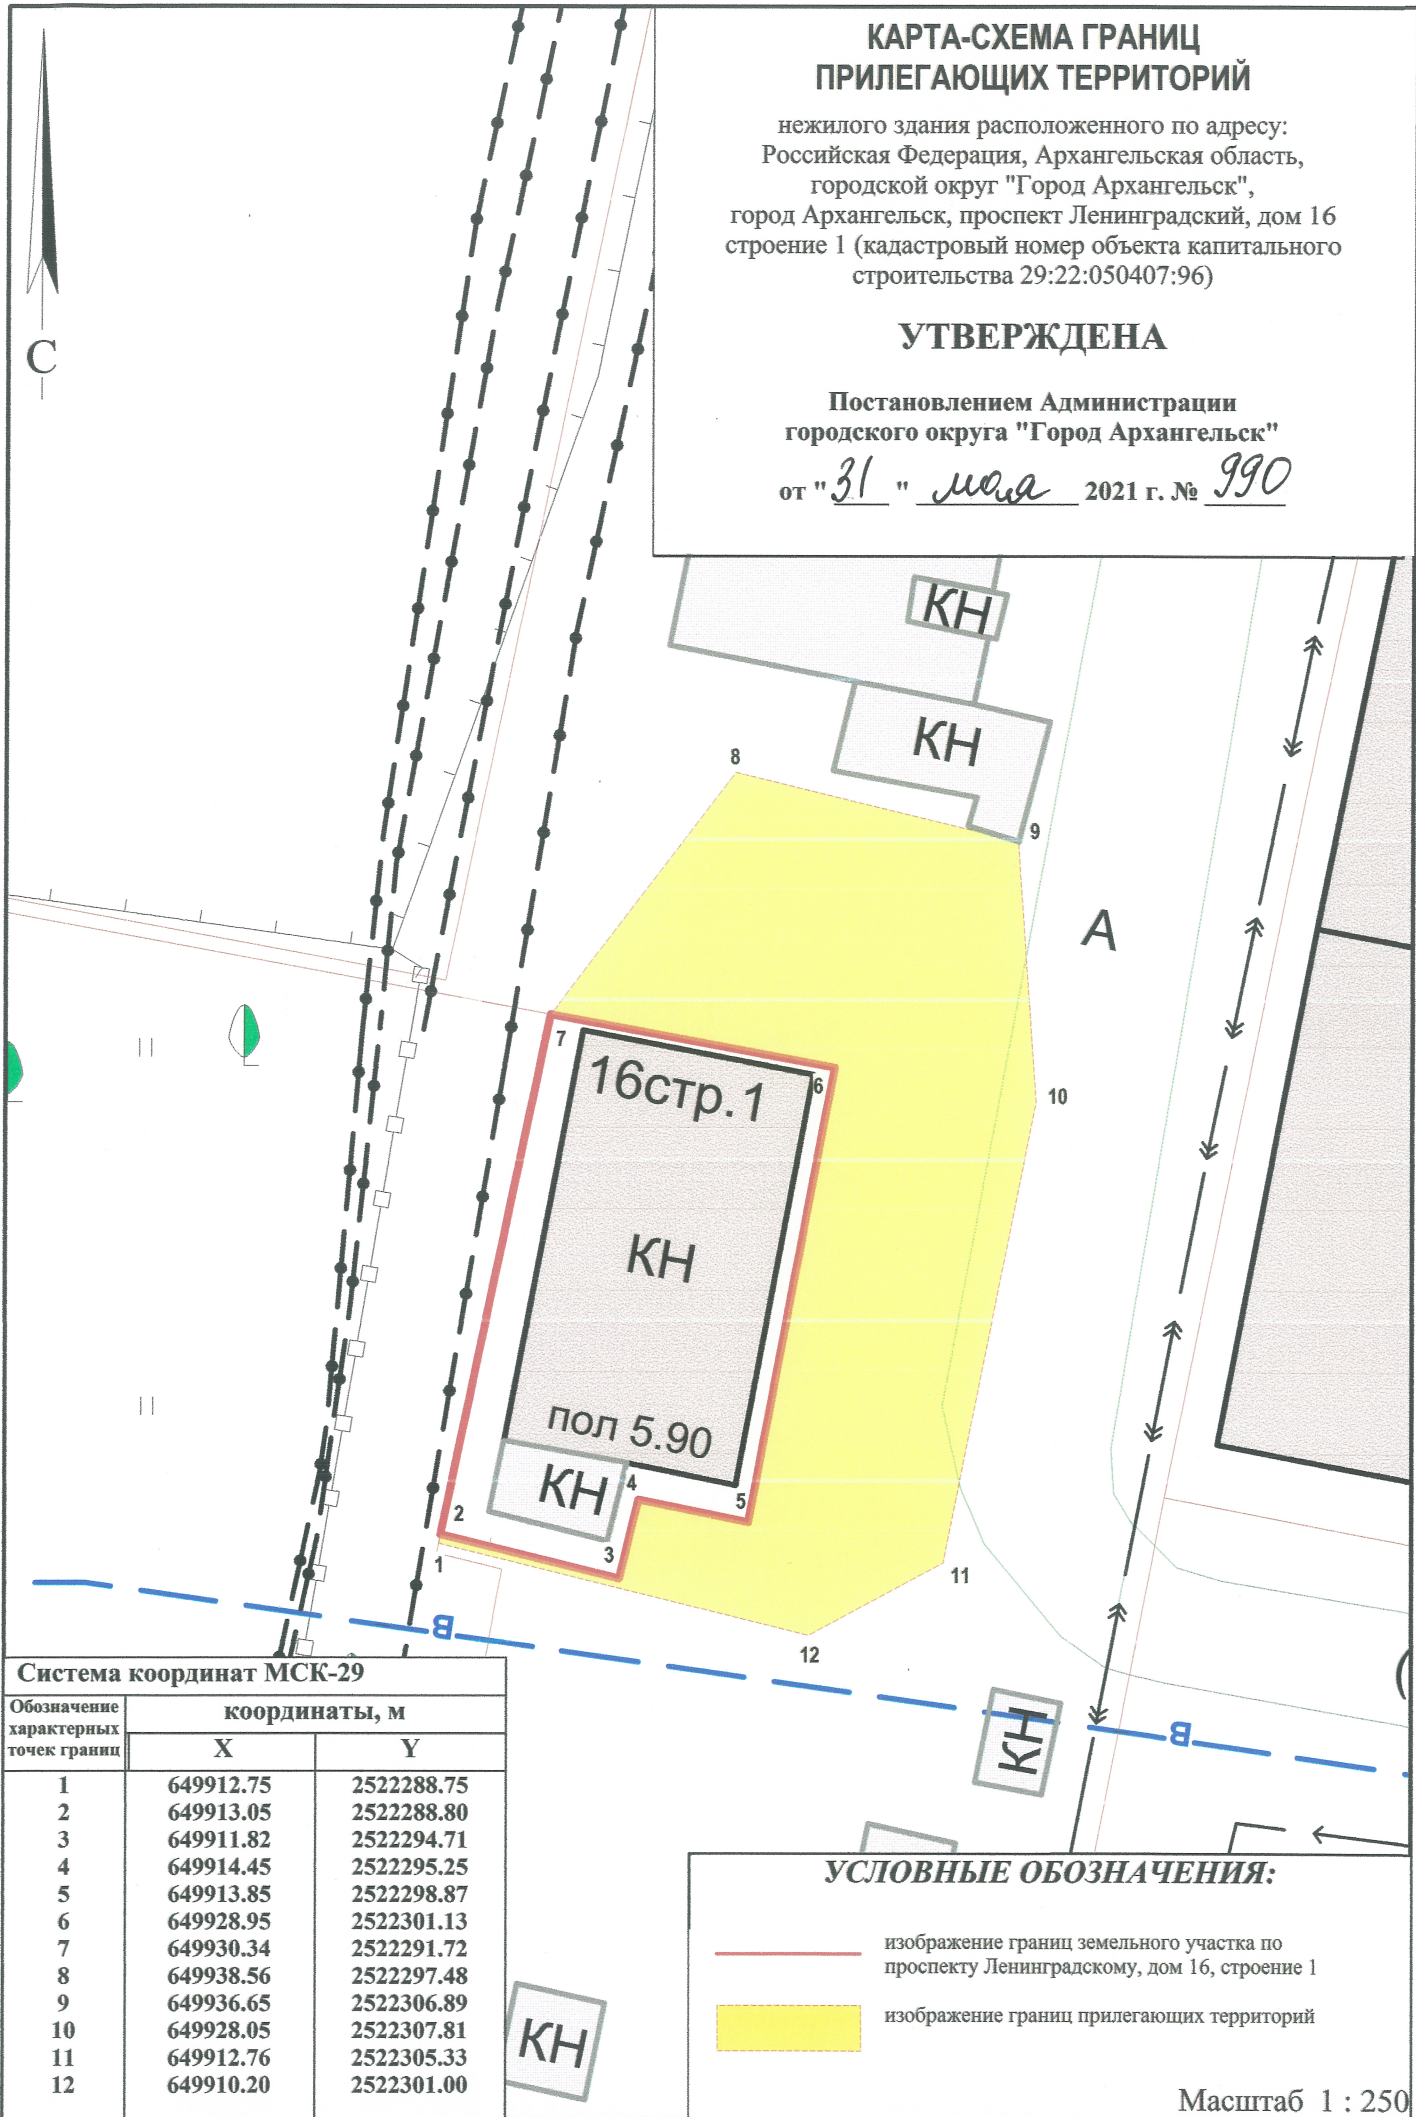 КАРТА-СХЕМА ГРАНИЦ
ПРИЛЕГАЮЩИХ ТЕРРИТОРИЙ
нежилого здания расположенного по адресу:
Российская Федерация, Архангельская область,
городской округ "Город Архангельск",
город Архангельск, проспект Ленинградский, дом 16
строение 1 (кадастровый номер объекта капитального
строительства 29:22:050407:96)
УТВЕРЖДЕНА
Постановлением Администрации
городского округа "Город Архангельск"
от "31" мая 2021 г. № 990
С
КН
КН
8
9
А
7
16стр.1
6
10
КН
пол 5.90
КН
4
5
2
3
1
11
12
В
В
КН
КН
Система координат МСК-29
Обозначение характерных точек границ
координаты, м
X Y
1 649912.75 2522288.75
2 649913.05 2522288.80
3 649911.82 2522294.71
4 649914.45 2522295.25
5 649913.85 2522298.87
6 649928.95 2522301.13
7 649930.34 2522291.72
8 649938.56 2522297.48
9 649936.65 2522306.89
10 649928.05 2522307.81
11 649912.76 2522305.33
12 649910.20 2522301.00
УСЛОВНЫЕ ОБОЗНАЧЕНИЯ:
изображение границ земельного участка по
проспекту Ленинградскому, дом 16, строение 1
изображение границ прилегающих территорий
Масштаб 1 : 250